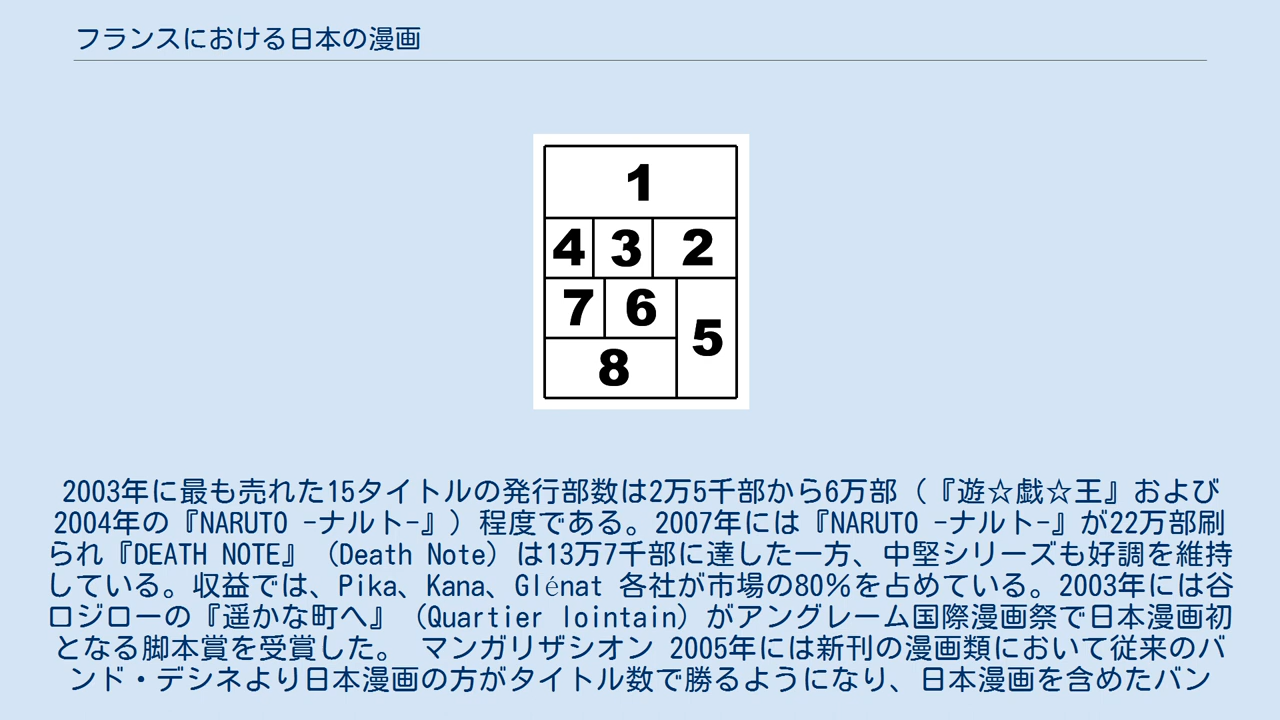 フランスにおける日本の漫画
1
4 3 2
7 6
5
8
2003年に最も売れた15タイトルの発行部数は2万5千部から6万部（『遊☆戯☆王』および
2004年の『NARUTO -ナルト-』）程度である。2007年には『NARUTO -ナルト-』が22万部刷
られ『DEATH NOTE』（Death Note）は13万7千部に達した一方、中堅シリーズも好調を維持
している。収益では、Pika、Kana、Glénat 各社が市場の80％を占めている。2003年には谷
ロジローの『遥かな町へ』（Quartier lointain）がアングレーム国際漫画祭で日本漫画初
となる脚本賞を受賞した。 マンガリザシオン 2005年には新刊の漫画類において従来のバ
ンド・デシネより日本漫画の方がタイトル数で勝るようになり、日本漫画を含めたバン